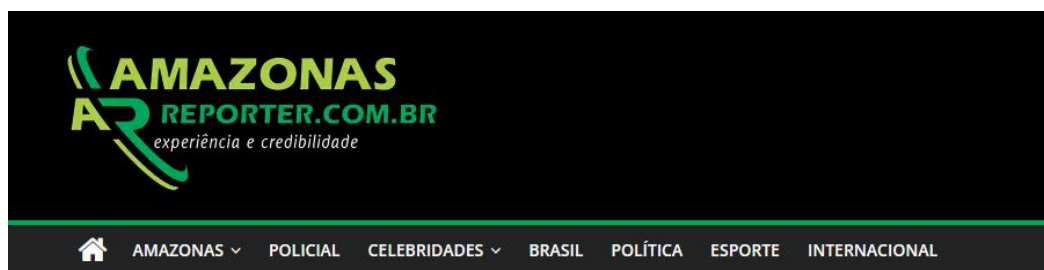 AMAZONAS
AR REPORTER.COM.BR
experiência e credibilidade
AMAZONAS POLICIAL CELEBRIDADES BRASIL POLÍTICA ESPORTE INTERNACIONAL